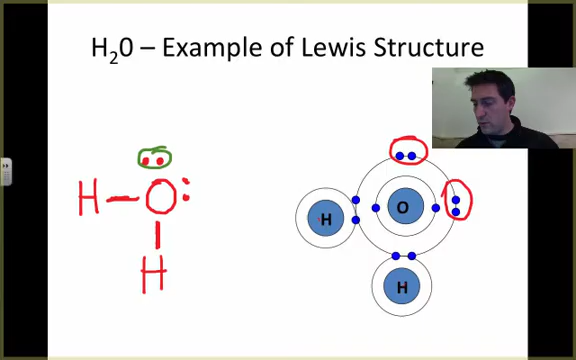 H₂0 – Example of Lewis Structure
H – O :
H
H
O
H